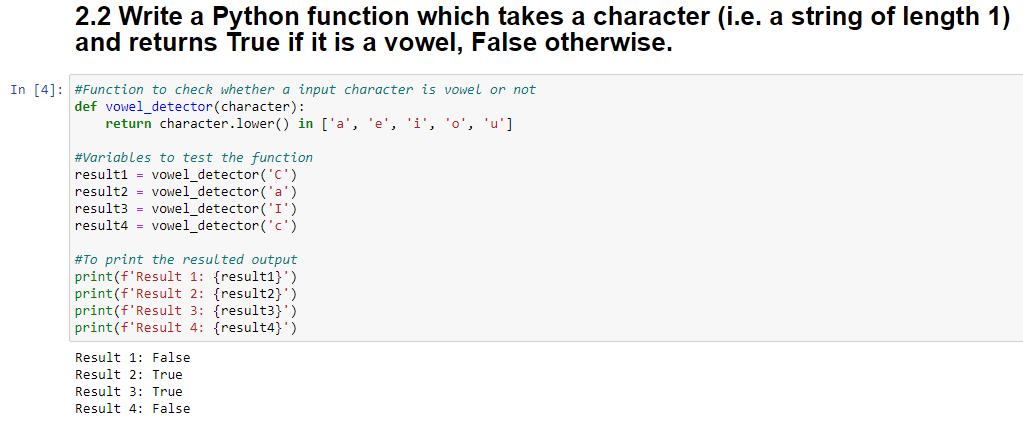 2.2 Write a Python function which takes a character (i.e. a string of length 1)
and returns True if it is a vowel, False otherwise.
In [4]: #Function to check whether a input character is vowel or not
def vowel_detector(character):
    return character.lower() in ['a', 'e', 'i', 'o', 'u']
#Variables to test the function
result1 = vowel_detector('C')
result2 = vowel_detector('a')
result3 = vowel_detector('I')
result4 = vowel_detector('c')
#To print the resulted output
print(f'Result 1: {result1}')
print(f'Result 2: {result2}')
print(f'Result 3: {result3}')
print(f'Result 4: {result4}')
Result 1: False
Result 2: True
Result 3: True
Result 4: False